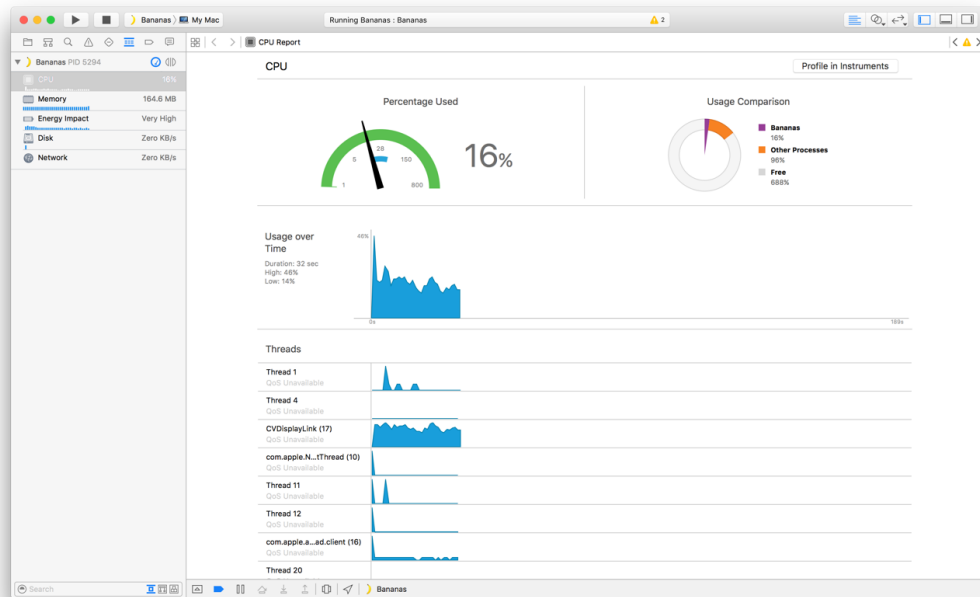 Bananas
My Mac
Running Bananas : Bananas
2
CPU Report
Bananas PID 5294
CPU
16%
Memory
164.6 MB
Energy Impact
Very High
Disk
Zero KB/s
Network
Zero KB/s
CPU
Profile in Instruments
Percentage Used
1
5
28
150
800
16%
Usage Comparison
Bananas
16%
Other Processes
96%
Free
688%
Usage over
Time
Duration: 32 sec
High: 46%
Low: 14%
46%
0s
189s
Threads
Thread 1
QoS Unavailable
Thread 4
QoS Unavailable
CVDisplayLink (17)
QoS Unavailable
com.apple.N...tThread (10)
QoS Unavailable
Thread 11
QoS Unavailable
Thread 12
QoS Unavailable
com.apple.a...ad.client (16)
QoS Unavailable
Thread 20
Search
Bananas